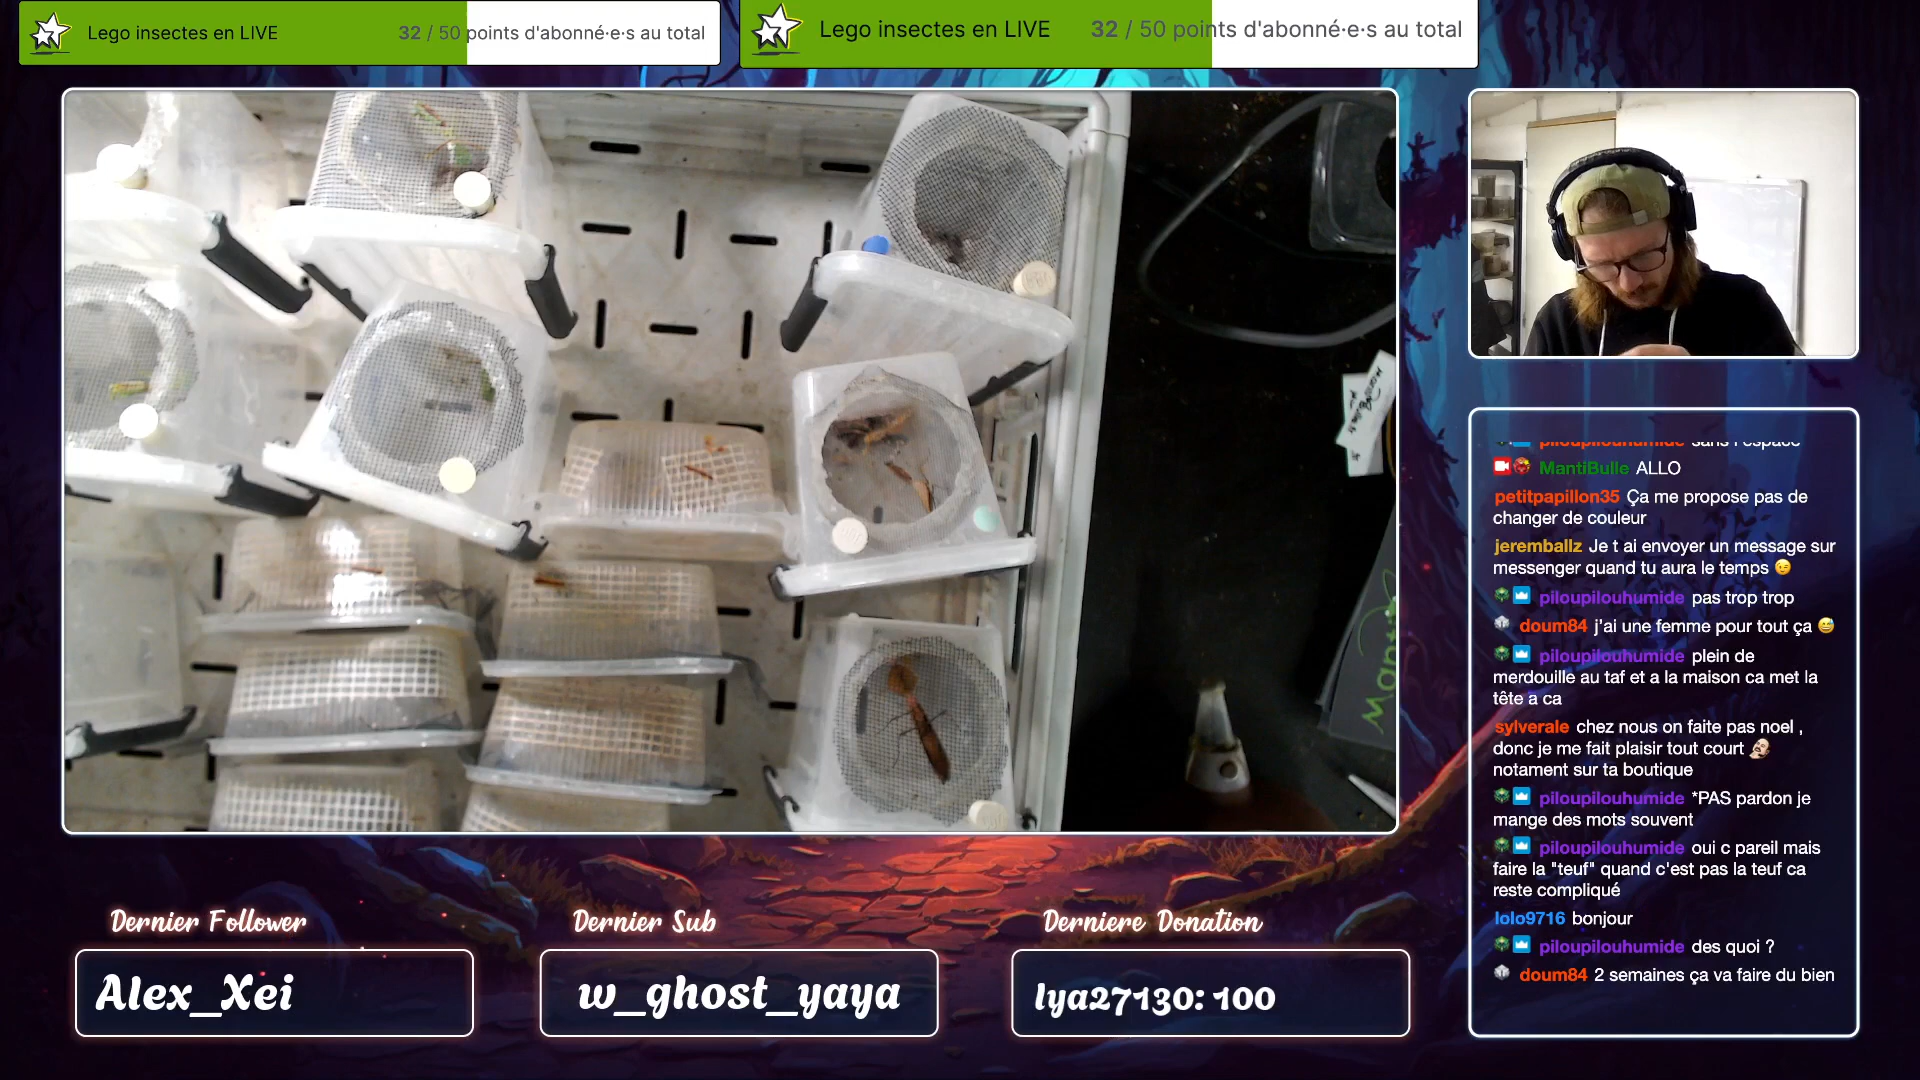 Lego insectes en LIVE 32 / 50 points d'abonné·e·s au total
Lego insectes en LIVE 32 / 50 points d'abonné·e·s au total
piloupilouhumide sans l'espace
MantiBulle ALLO
petitpapillon35 Ça me propose pas de
changer de couleur
jeremballz Je t ai envoyer un message sur
messenger quand tu aura le temps 😉
piloupilouhumide pas trop trop
doum84 j'ai une femme pour tout ça 😅
piloupilouhumide plein de
merdouille au taf et a la maison ca met la
tête a ca
sylverale chez nous on faite pas noel ,
donc je me fait plaisir tout court
notament sur ta boutique
piloupilouhumide *PAS pardon je
mange des mots souvent
piloupilouhumide oui c pareil mais
faire la "teuf" quand c'est pas la teuf ca
reste compliqué
lolo9716 bonjour
piloupilouhumide des quoi ?
doum84 2 semaines ça va faire du bien
Dernier Follower
Alex_Xei
Dernier Sub
w_ghost_yaya
Derniere Donation
lya27130: 100